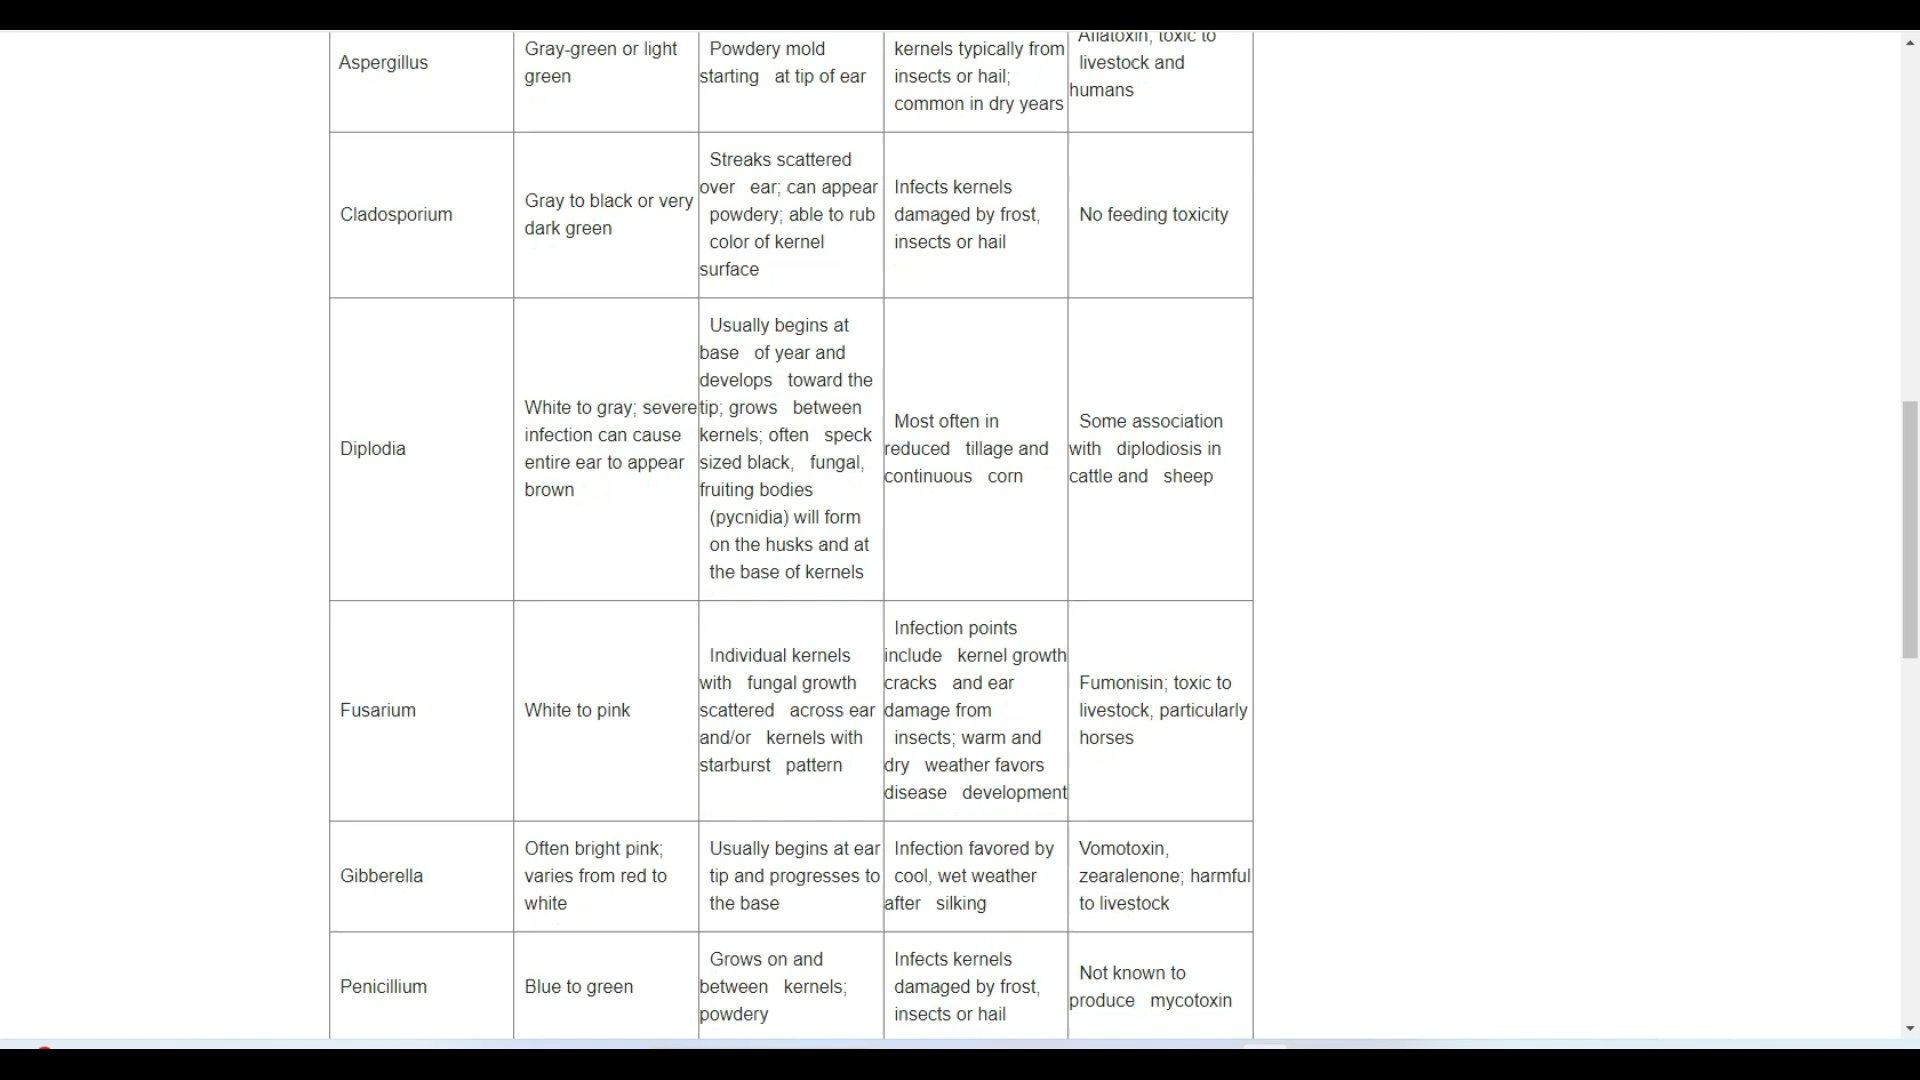 Aspergillus
Gray-green or light
green
Powdery mold
starting at tip of ear
kernels typically from
insects or hail;
common in dry years
Aflatoxin; toxic to
livestock and
humans
Cladosporium
Gray to black or very
dark green
Streaks scattered
over ear; can appear
powdery; able to rub
color of kernel
surface
Infects kernels
damaged by frost,
insects or hail
No feeding toxicity
Diplodia
White to gray; severe
infection can cause
entire ear to appear
brown
Usually begins at
base of year and
develops toward the
tip; grows between
kernels; often speck
sized black, fungal,
fruiting bodies
(pycnidia) will form
on the husks and at
the base of kernels
Most often in
reduced tillage and
continuous corn
Some association
with diplodiosis in
cattle and sheep
Fusarium
White to pink
Individual kernels
with fungal growth
scattered across ear
and/or kernels with
starburst pattern
Infection points
include kernel growth
cracks and ear
damage from
insects; warm and
dry weather favors
disease development
Fumonisin; toxic to
livestock, particularly
horses
Gibberella
Often bright pink;
varies from red to
white
Usually begins at ear
tip and progresses to
the base
Infection favored by
cool, wet weather
after silking
Vomotoxin,
zearalenone; harmful
to livestock
Penicillium
Blue to green
Grows on and
between kernels;
powdery
Infects kernels
damaged by frost,
insects or hail
Not known to
produce mycotoxin